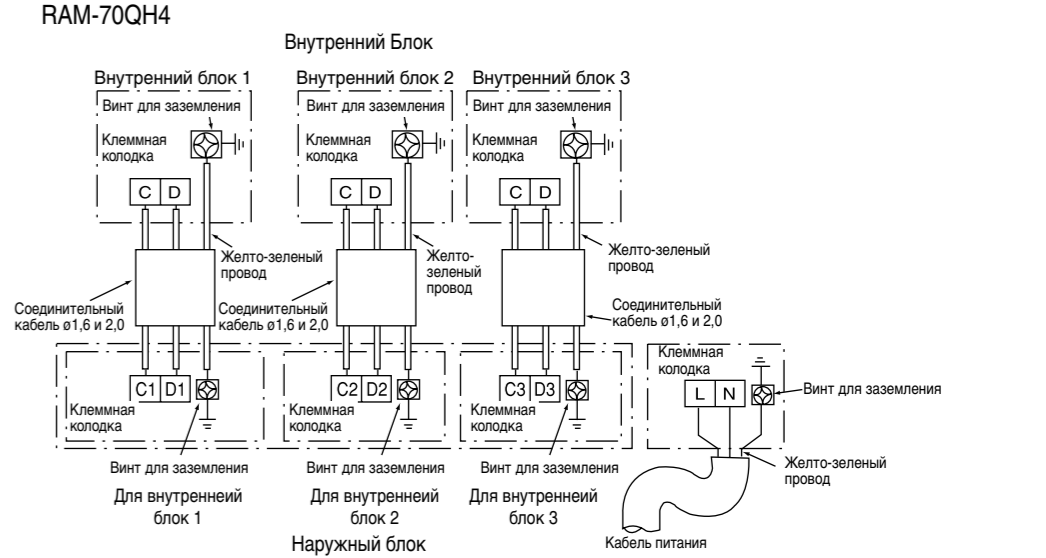 RAM-70QH4
Внутренний Блок
Внутренний блок 1
Внутренний блок 2
Внутренний блок 3
Винт для заземления
Винт для заземления
Винт для заземления
Клеммная
колодка
Клеммная
колодка
Клеммная
колодка
C D
C D
C D
Желто-зеленый
провод
Желто-
зеленый
провод
Желто-зеленый
провод
Соединительный
кабель ø1,6 и 2,0
Соединительный
кабель ø1,6 и 2,0
Соединительный
кабель ø1,6 и 2,0
C1 D1
C2 D2
C3 D3
Клеммная
колодка
Клеммная
колодка
Клеммная
колодка
Клеммная
колодка
L N
Винт для заземления
Винт для заземления
Винт для заземления
Винт для заземления
Желто-зеленый
провод
Для внутреннеий
блок 1
Для внутреннеий
блок 2
Для внутреннеий
блок 3
Наружный блок
Кабель питания